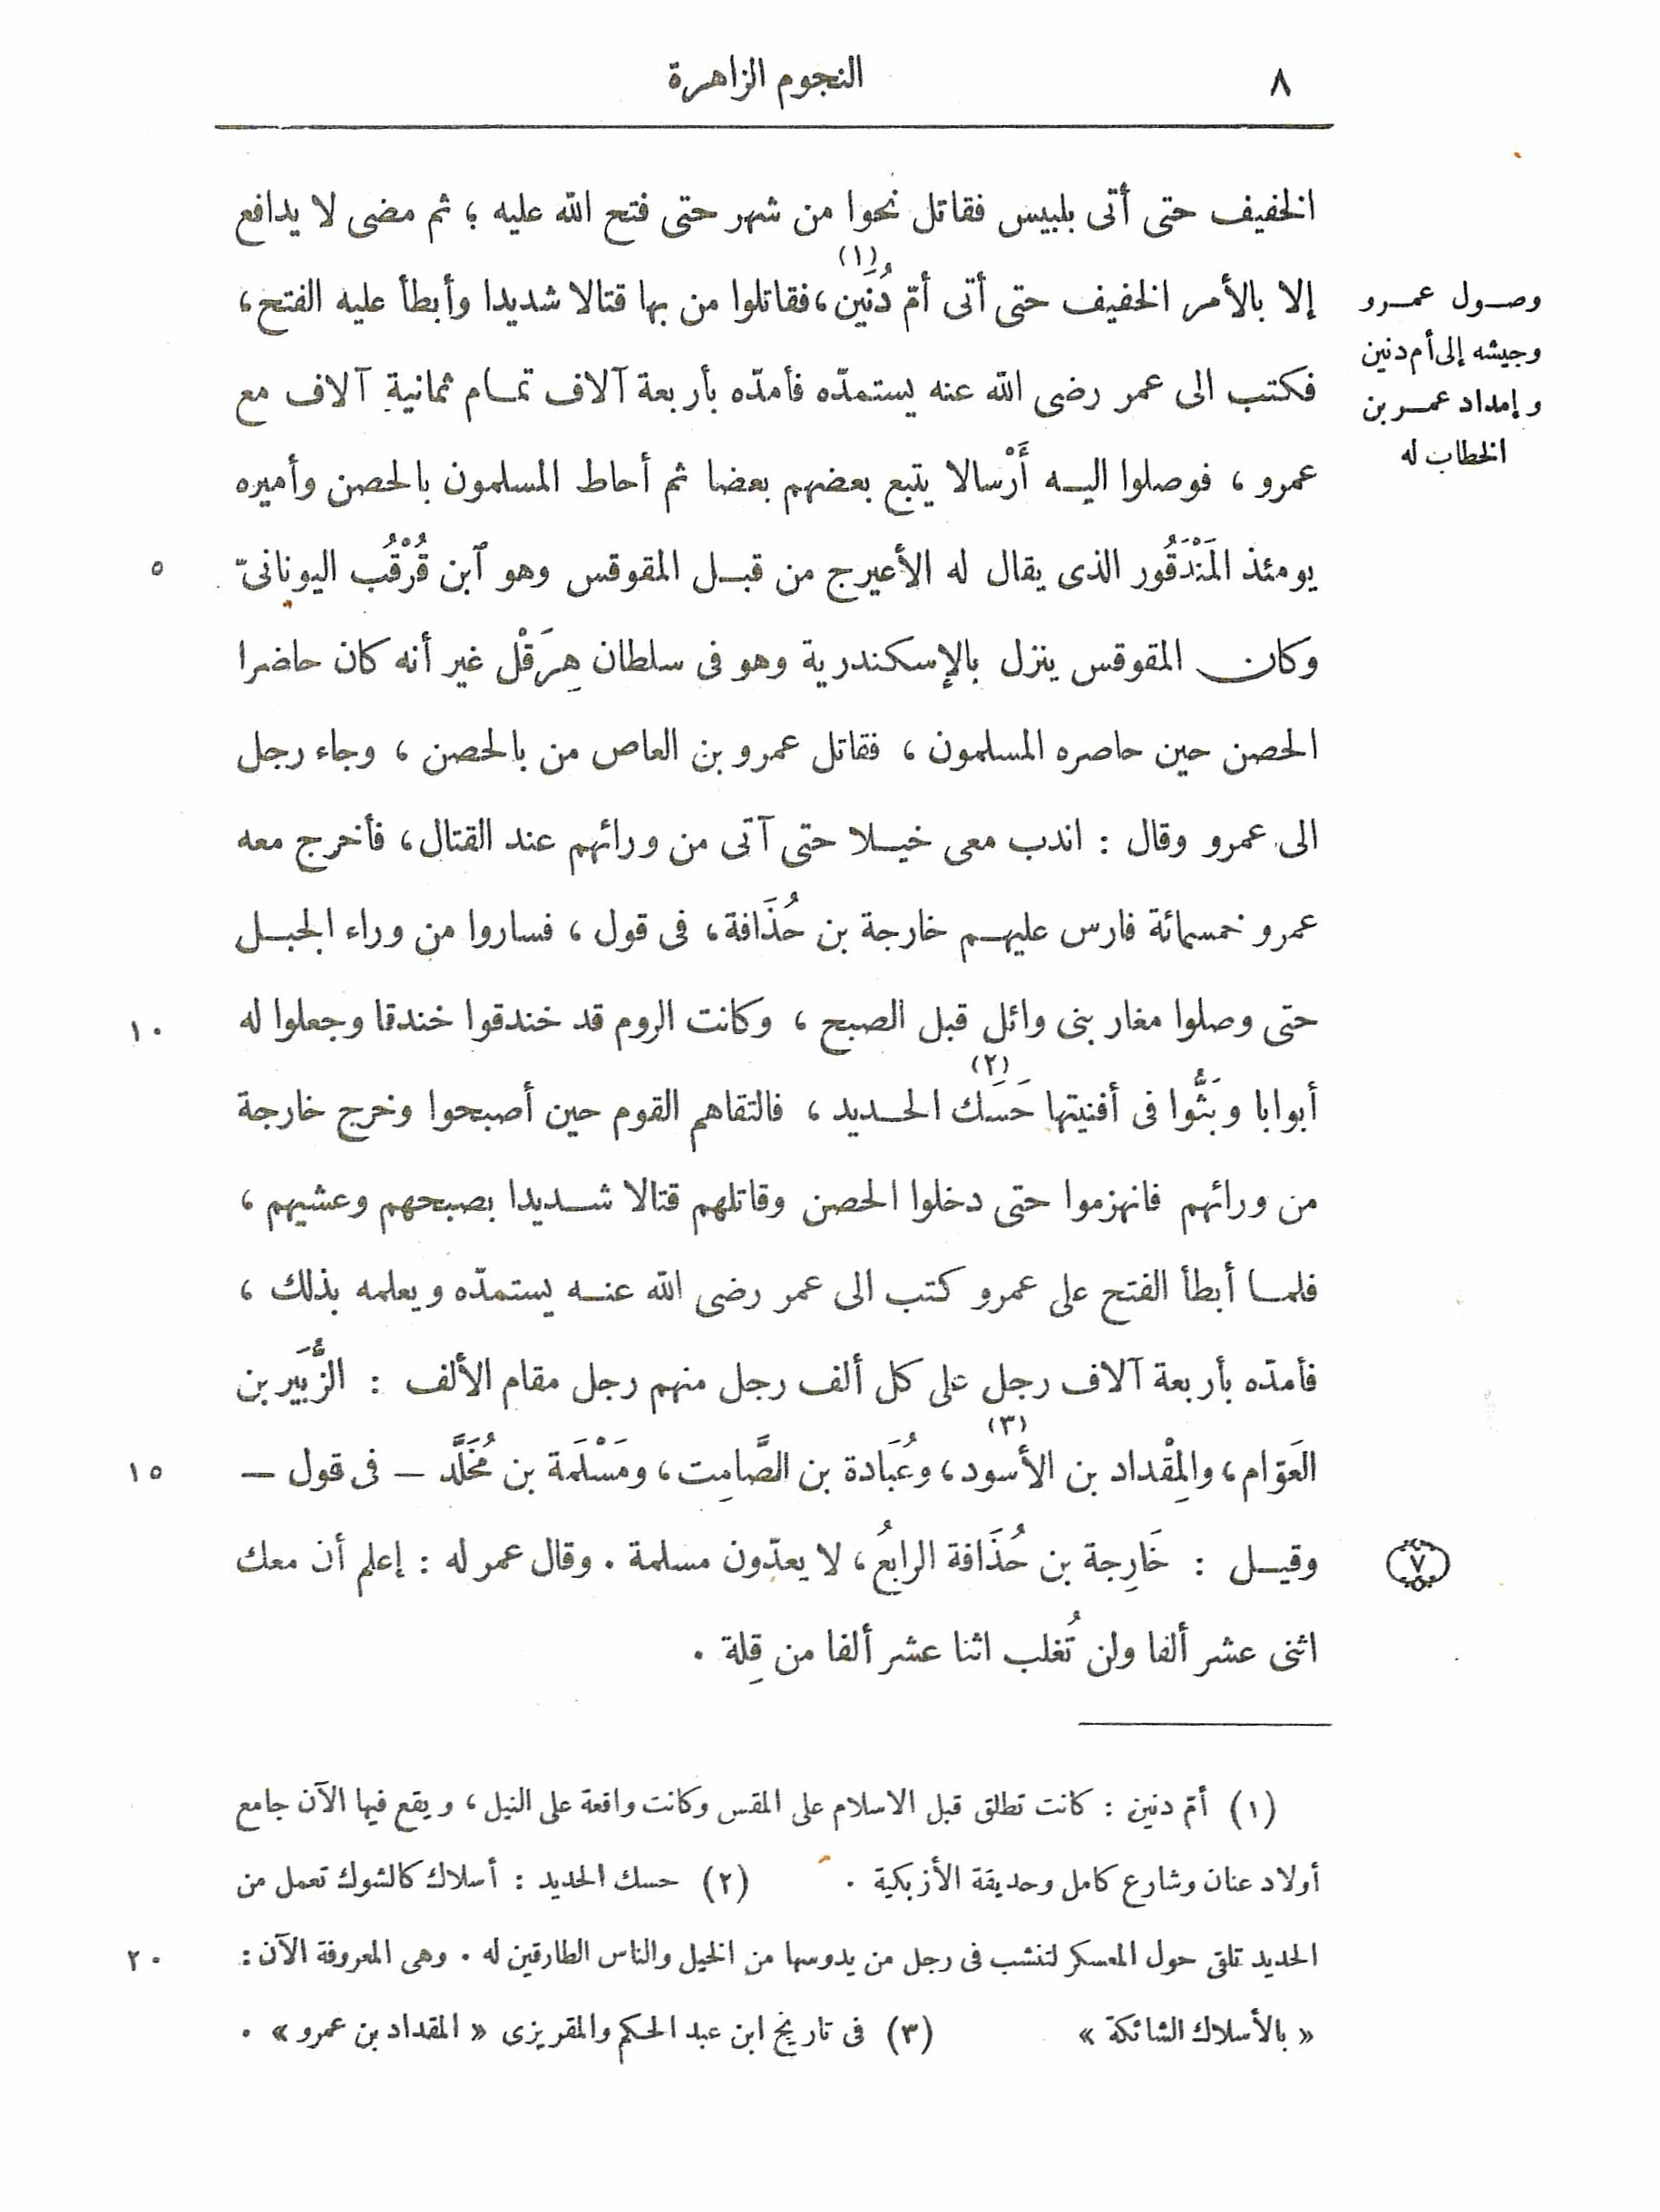 ٨
النجوم الزاهرة
الخفيف حتى أتى بلبيس فقاتل نحوا من شهر حتى فتح الله عليه ؛ ثم مضى لا يدافع
إلا بالأمر الخفيف حتى أتى أمّ دُنَين(١)، فقاتلوا من بها قتالا شديدا وأبطأ عليه الفتح،
فكتب الى عمر رضى الله عنه يستمدّه فأمدّه بأربعة آلاف تمام ثمانية آلاف مع
عمرو ، فوصلوا اليه أَرْسالا يتبع بعضهم بعضا ثم أحاط المسلمون بالحصن وأميره
يومئذ المَنْدَقُور الذى يقال له الأعيرج من قبل المقوقس وهو ٱبن قُرْقُب اليونانىّ
٥
وكان المقوقس ينزل بالإسكندرية وهو فى سلطان هِرَقْل غير أنه كان حاضرا
الحصن حين حاصره المسلمون ، فقاتل عمرو بن العاص من بالحصن ، وجاء رجل
الى عمرو وقال : اندب معى خيلا حتى آتى من ورائهم عند القتال، فأخرج معه
عمرو خمسمائة فارس عليهم خارجة بن حُذَافة، فى قول ، فساروا من وراء الجبل
حتى وصلوا مغار بنى وائل قبل الصبح ، وكانت الروم قد خندقوا خندقا وجعلوا له
١٠
أبوابا وبَثُّوا فى أفنيتها حَسَك(٢) الحديد ، فالتقاهم القوم حين أصبحوا وخرج خارجة
من ورائهم فانهزموا حتى دخلوا الحصن وقاتلهم قتالا شديدا بصبحهم وعشيهم ،
فلما أبطأ الفتح على عمرو كتب الى عمر رضى الله عنه يستمدّه ويعلمه بذلك ،
فأمدّه بأربعة آلاف رجل على كل ألف رجل منهم رجل مقام الألف : الزُّبَير بن
العَوّام، والمِقْداد بن الأسود(٣)، وعُبَادة بن الصَّامِت، ومَسْلَمَة بن مُخَلَّد — فى قول —
١٥
وقيل : خَارِجة بن حُذَافة الرابعُ، لا يعدّون مسلمة . وقال عمر له : إعلم أن معك
اثنى عشر ألفا ولن تُغلب اثنا عشر ألفا من قِلة .
وصول عمرو
وجيشه إلى أم دنين
وإمداد عمر بن
الخطاب له
٧
(١) أمّ دنين : كانت تطلق قبل الاسلام على المقس وكانت واقعة على النيل ، ويقع فيها الآن جامع
أولاد عنان وشارع كامل وحديقة الأزبكية . (٢) حسك الحديد : أسلاك كالشوك تعمل من
الحديد تلقى حول المعسكر لتنشب فى رجل من يدوسها من الخيل والناس الطارقين له . وهى المعروفة الآن :
٢٠
« بالأسلاك الشائكة » (٣) فى تاريخ ابن عبد الحكم والمقريزى « المقداد بن عمرو » .